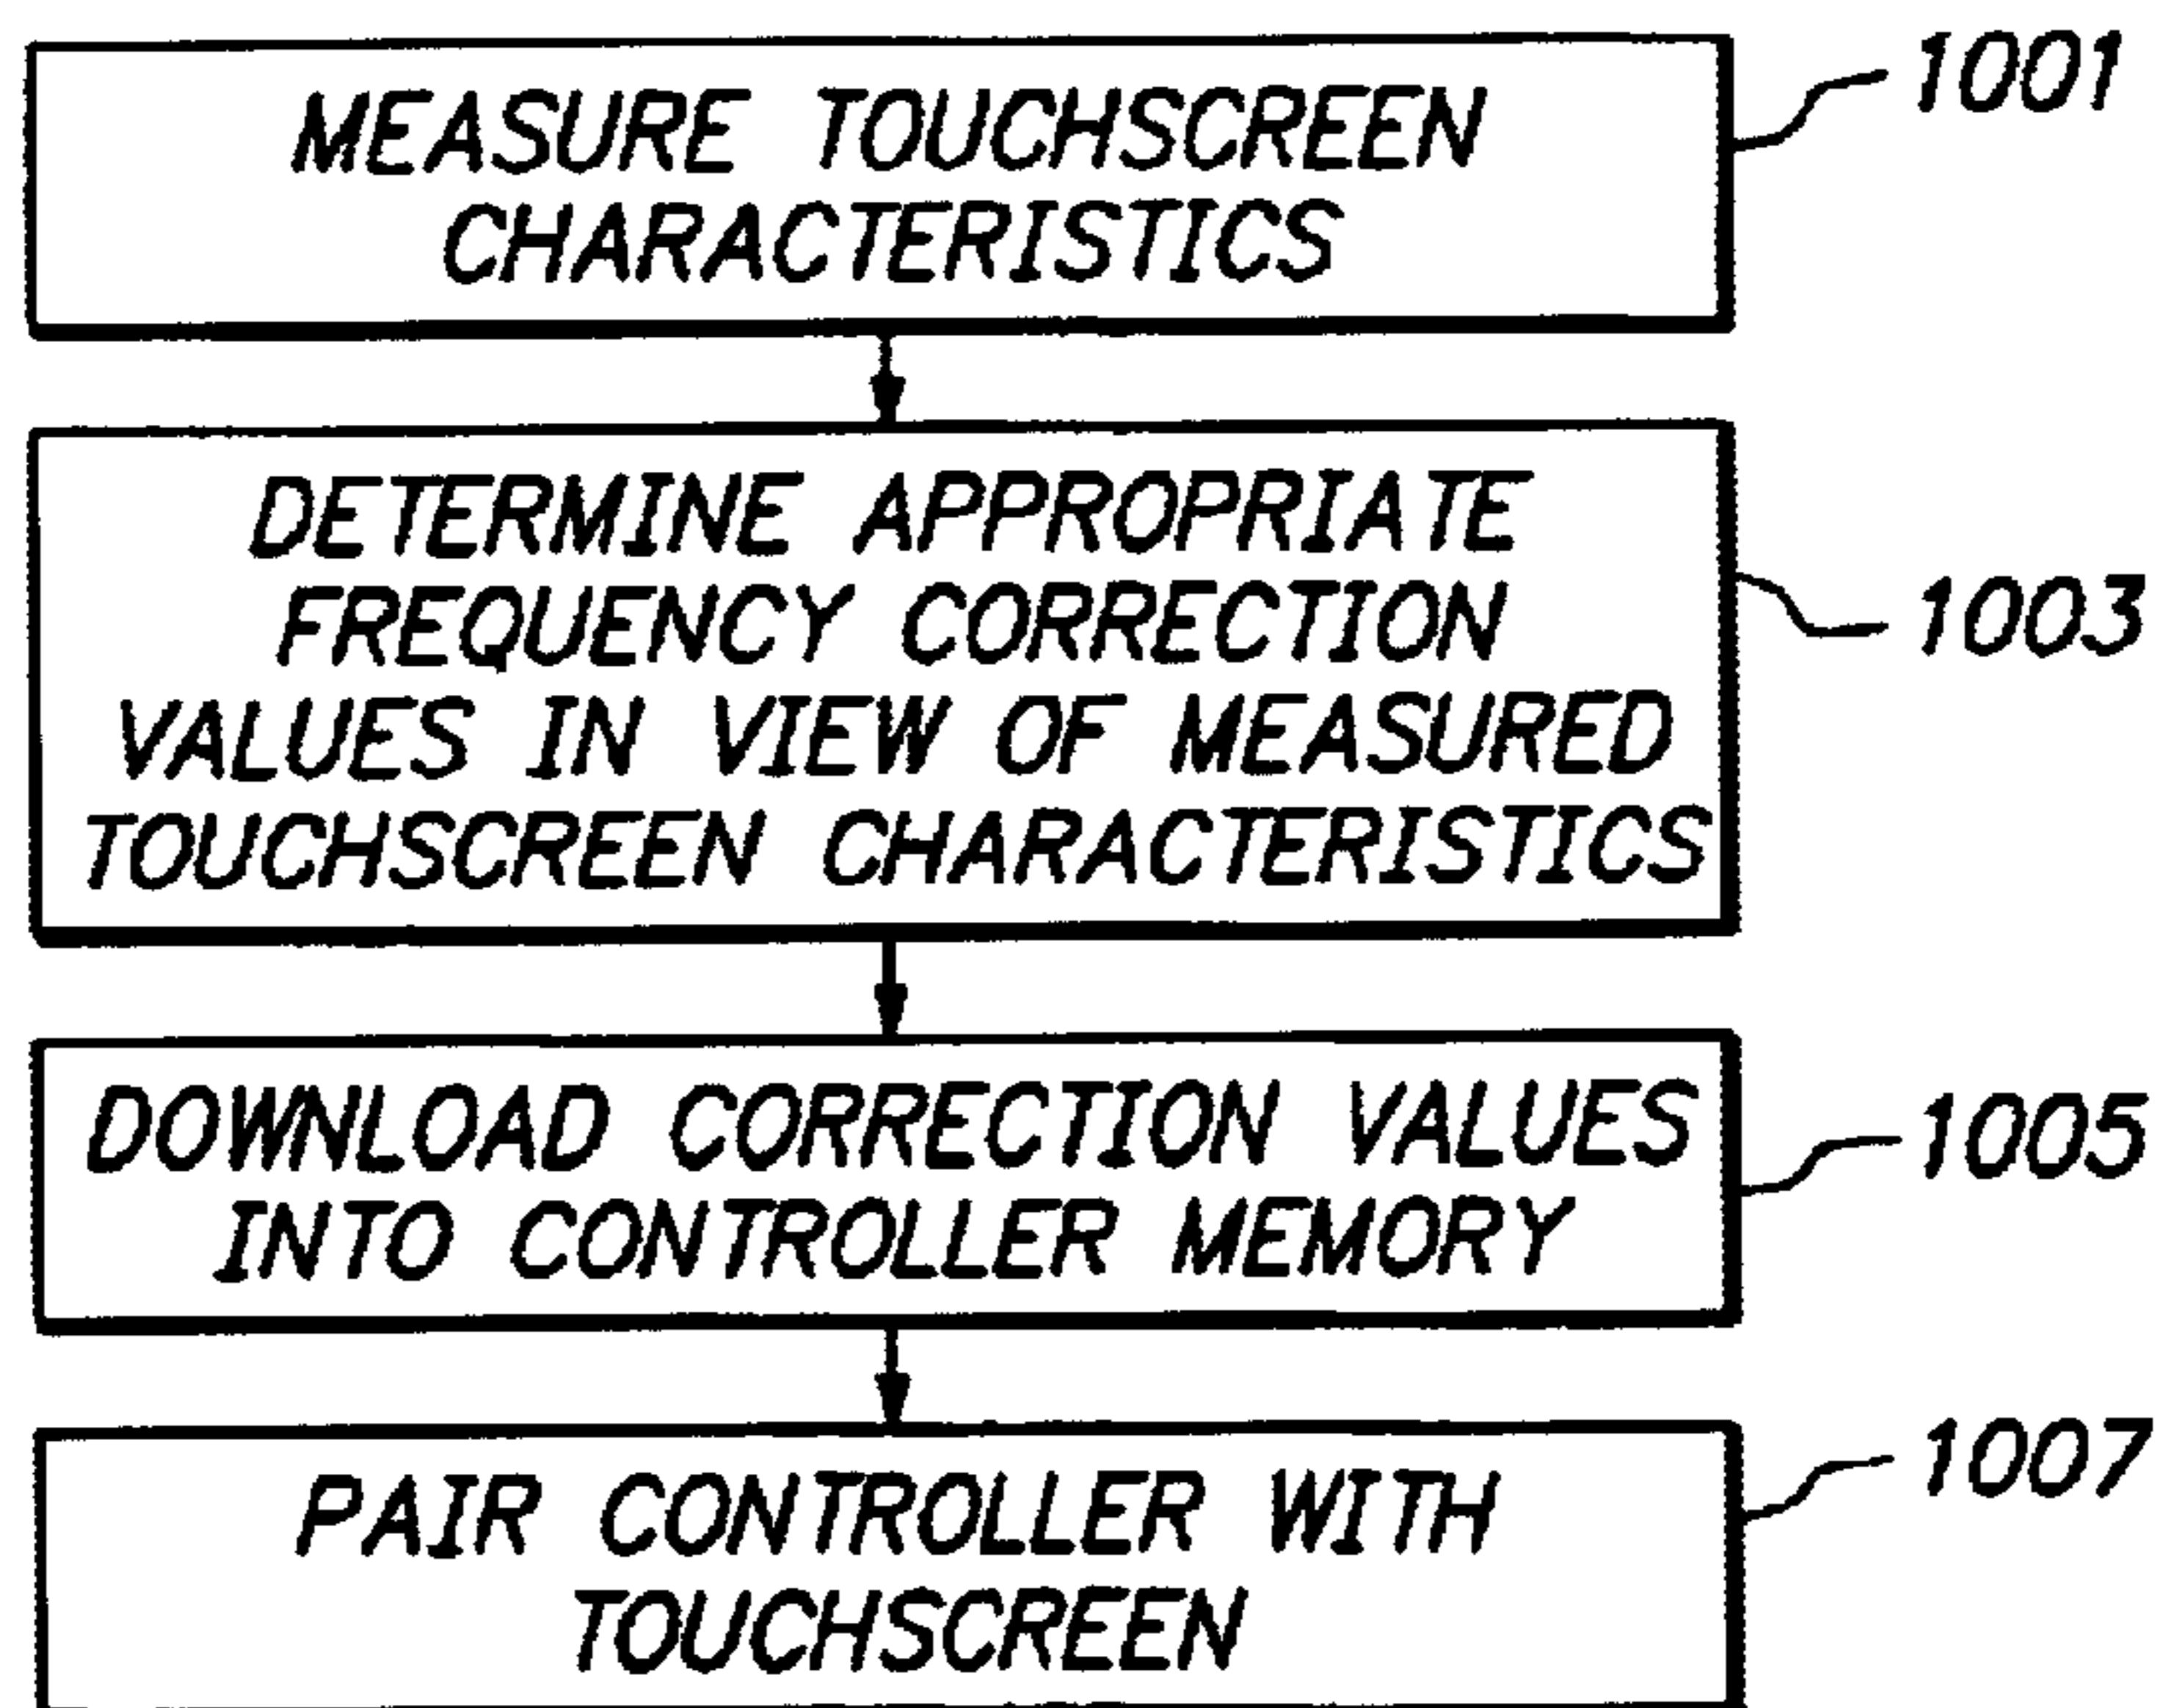 MEASURE TOUCHSCREEN
CHARACTERISTICS
1001
DETERMINE APPROPRIATE
FREQUENCY CORRECTION
VALUES IN VIEW OF MEASURED
TOUCHSCREEN CHARACTERISTICS
1003
DOWNLOAD CORRECTION VALUES
INTO CONTROLLER MEMORY
1005
PAIR CONTROLLER WITH
TOUCHSCREEN
1007